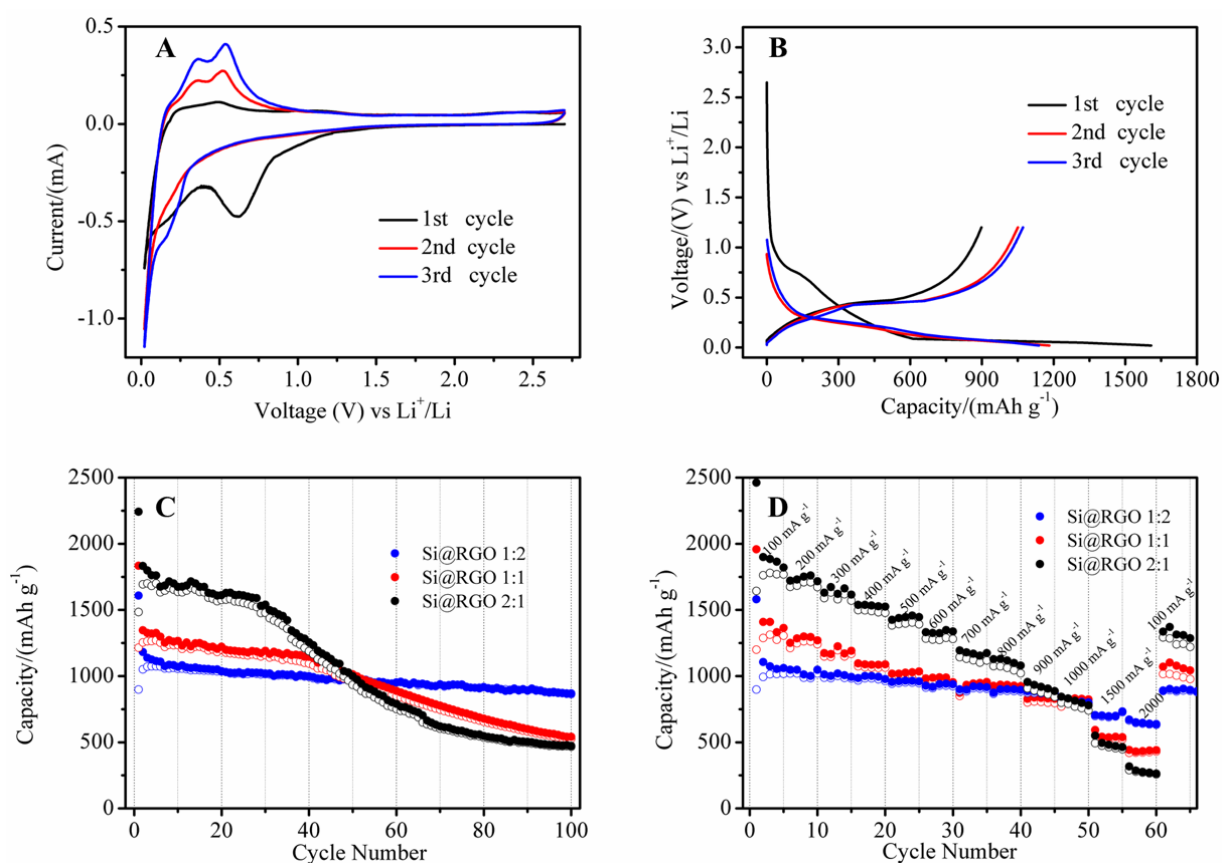 A
0.5
0.0
-0.5
-1.0
Current/(mA)
1st cycle
2nd cycle
3rd cycle
0.0 0.5 1.0 1.5 2.0 2.5
Voltage (V) vs Li⁺/Li
B
3.0
2.5
2.0
1.5
1.0
0.5
0.0
Voltage/(V) vs Li⁺/Li
1st cycle
2nd cycle
3rd cycle
0 300 600 900 1200 1500 1800
Capacity/(mAh g⁻¹)
C
2500
2000
1500
1000
500
0
Capacity/(mAh g⁻¹)
Si@RGO 1:2
Si@RGO 1:1
Si@RGO 2:1
0 20 40 60 80 100
Cycle Number
D
2500
2000
1500
1000
500
0
Capacity/(mAh g⁻¹)
Si@RGO 1:2
Si@RGO 1:1
Si@RGO 2:1
100 mA g⁻¹
200 mA g⁻¹
300 mA g⁻¹
400 mA g⁻¹
500 mA g⁻¹
600 mA g⁻¹
700 mA g⁻¹
800 mA g⁻¹
900 mA g⁻¹
1000 mA g⁻¹
1500 mA g⁻¹
2000
100 mA g⁻¹
0 10 20 30 40 50 60
Cycle Number